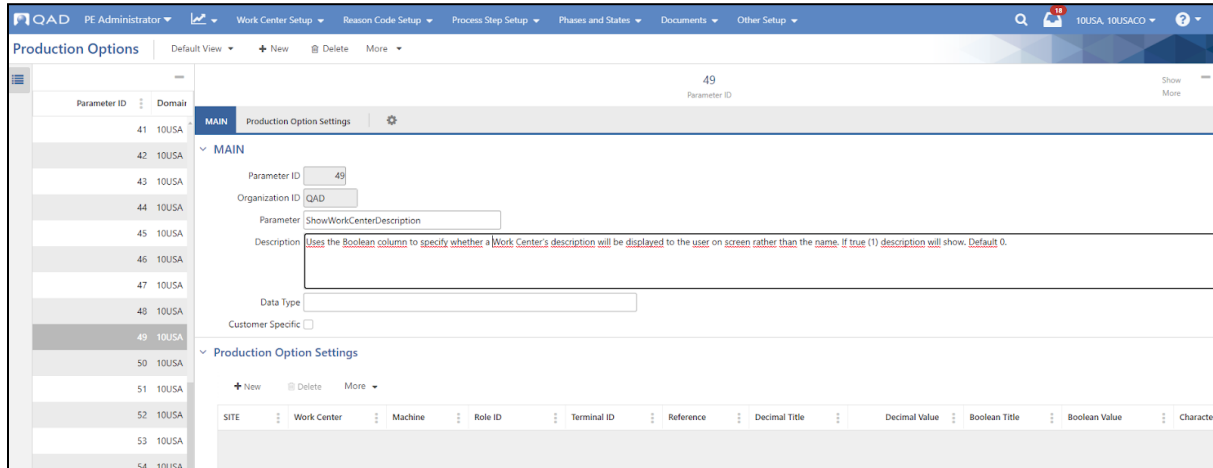 QAD PE Administrator Work Center Setup Reason Code Setup Process Step Setup Phases and States Documents Other Setup 18 10USA, 10USACO ?
Production Options Default View + New Delete More
49
Parameter ID
Show
More
Parameter ID Domain
MAIN Production Option Settings
41 10USA
42 10USA
43 10USA
44 10USA
45 10USA
46 10USA
47 10USA
48 10USA
49 10USA
50 10USA
51 10USA
52 10USA
53 10USA
54 10USA
MAIN
Parameter ID 49
Organization ID QAD
Parameter ShowWorkCenterDescription
Description Uses the Boolean column to specify whether a Work Center's description will be displayed to the user on screen rather than the name. If true (1) description will show. Default 0.
Data Type
Customer Specific
Production Option Settings
+ New Delete More
SITE Work Center Machine Role ID Terminal ID Reference Decimal Title Decimal Value Boolean Title Boolean Value Characte